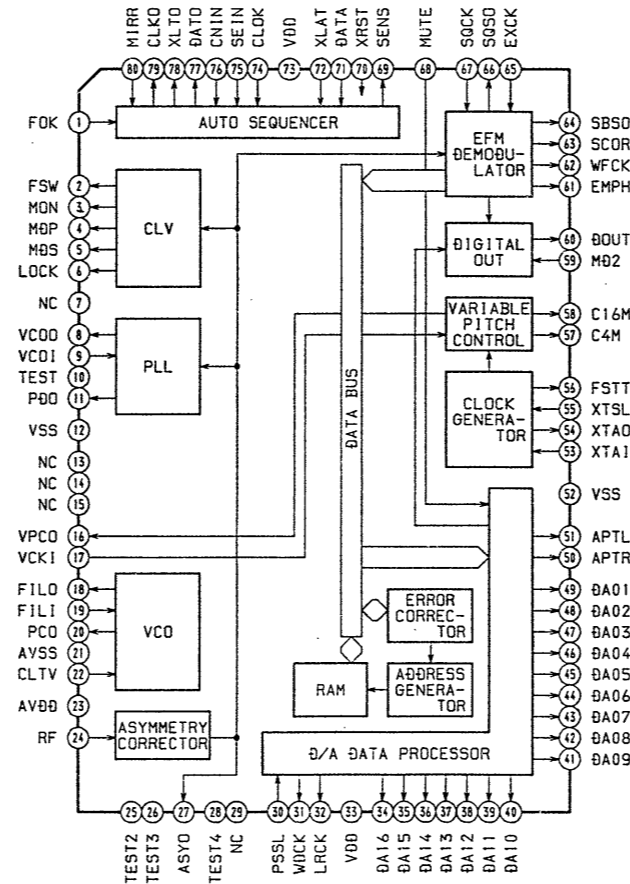 MIRR
CLKO
XLTO
DATO
CNIN
SEIN
CLOK
VDD
XLAT
DATA
XRST
SENS
MUTE
SQCK
SQSO
EXCK
80
79
78
77
76
75
74
73
72
71
70
69
68
67
66
65
FOK 1
AUTO SEQUENCER
EFM
DEMODU-
LATOR
64 SBSO
63 SCOR
62 WFCK
61 EMPH
FSW 2
MON 3
MDP 4
MDS 5
LOCK 6
CLV
DIGITAL
OUT
60 DOUT
59 MD2
NC 7
VARIABLE
PITCH
CONTROL
58 C16M
57 C4M
VCOO 8
VCOI 9
TEST 10
PDO 11
PLL
DATA BUS
CLOCK
GENERA-
TOR
56 FSTT
55 XTSL
54 XTAO
53 XTAI
VSS 12
NC 13
NC 14
NC 15
52 VSS
VPCO 16
VCKI 17
51 APTL
50 APTR
FILO 18
FILI 19
PCO 20
AVSS 21
CLTV 22
VCO
ERROR
CORREC-
TOR
RAM
ADDRESS
GENERA-
TOR
49 DA01
48 DA02
47 DA03
46 DA04
45 DA05
44 DA06
43 DA07
42 DA08
41 DA09
AVDD 23
RF 24
ASYMMETRY
CORRECTOR
D/A DATA PROCESSOR
25
26
27
28
29
30
31
32
33
34
35
36
37
38
39
40
TEST2
TEST3
ASYO
TEST4
NC
PSSL
WDCK
LRCK
VDD
DA16
DA15
DA14
DA13
DA12
DA11
DA10